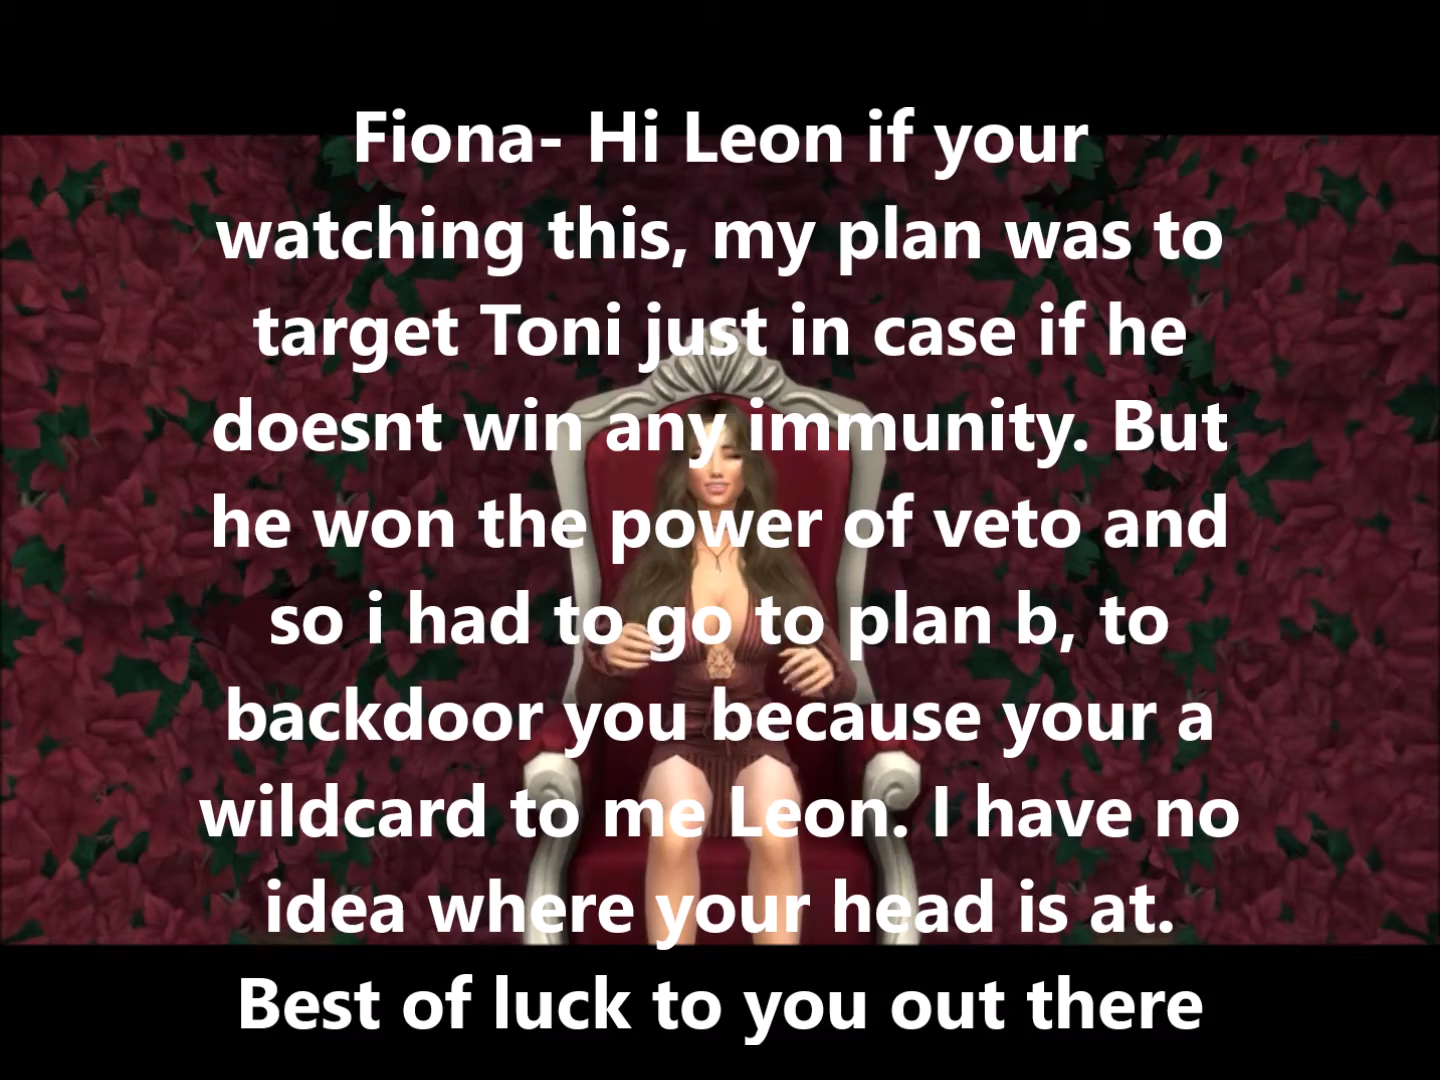 Fiona- Hi Leon if your
watching this, my plan was to
target Toni just in case if he
doesnt win any immunity. But
he won the power of veto and
so i had to go to plan b, to
backdoor you because your a
wildcard to me Leon. I have no
idea where your head is at.
Best of luck to you out there